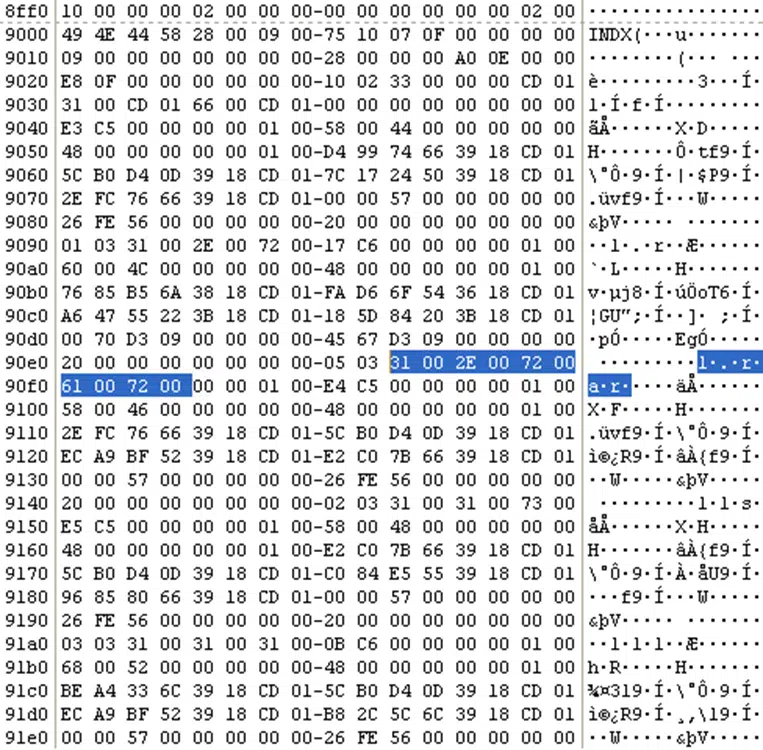 8ff0 10 00 00 00 02 00 00 00-00 00 00 00 00 00 02 00 ················
9000 49 4E 44 58 28 00 09 00-75 10 07 0F 00 00 00 00 INDX(···u·······
9010 09 00 00 00 00 00 00 00-28 00 00 00 A0 0E 00 00 ········(··· ···
9020 E8 0F 00 00 00 00 00 00-10 02 33 00 00 00 CD 01 è·········3···Í·
9030 31 00 CD 01 66 00 CD 01-00 00 00 00 00 00 00 00 1·Í·f·Í·········
9040 E3 C5 00 00 00 00 01 00-58 00 44 00 00 00 00 00 ãÅ······X·D·····
9050 48 00 00 00 00 00 01 00-D4 99 74 66 39 18 CD 01 H·······Ô·tf9·Í·
9060 5C B0 D4 0D 39 18 CD 01-7C 17 24 50 39 18 CD 01 \°Ô·9·Í·|·$P9·Í·
9070 2E FC 76 66 39 18 CD 01-00 00 57 00 00 00 00 00 .üvf9·Í···W·····
9080 26 FE 56 00 00 00 00 00-20 00 00 00 00 00 00 00 &þV····· ·······
9090 01 03 31 00 2E 00 72 00-17 C6 00 00 00 00 01 00 ··1·.·r·Æ······
90a0 60 00 4C 00 00 00 00 00-48 00 00 00 00 00 01 00 `·L·····H·······
90b0 76 85 B5 6A 38 18 CD 01-FA D6 6F 54 36 18 CD 01 v·µj8·Í·úÖoT6·Í·
90c0 A6 47 55 22 3B 18 CD 01-18 5D 84 20 3B 18 CD 01 ¦GU";·Í··]· ;·Í·
90d0 00 70 D3 09 00 00 00 00-45 67 D3 09 00 00 00 00 ·pÓ·····EgÓ·····
90e0 20 00 00 00 00 00 00 00-05 03 31 00 2E 00 72 00 ·········1·.·r·
90f0 61 00 72 00 00 00 01 00-E4 C5 00 00 00 00 01 00 a·r·····äÅ······
9100 58 00 46 00 00 00 00 00-48 00 00 00 00 00 01 00 X·F·····H·······
9110 2E FC 76 66 39 18 CD 01-5C B0 D4 0D 39 18 CD 01 .üvf9·Í·\°Ô·9·Í·
9120 EC A9 BF 52 39 18 CD 01-E2 C0 7B 66 39 18 CD 01 ì©¿R9·Í·âÀ{f9·Í·
9130 00 00 57 00 00 00 00 00-26 FE 56 00 00 00 00 00 ··W·····&þV·····
9140 20 00 00 00 00 00 00 00-02 03 31 00 31 00 73 00 ·········1·1·s·
9150 E5 C5 00 00 00 00 01 00-58 00 48 00 00 00 00 00 åÅ······X·H·····
9160 48 00 00 00 00 00 01 00-E2 C0 7B 66 39 18 CD 01 H·······âÀ{f9·Í·
9170 5C B0 D4 0D 39 18 CD 01-C0 84 E5 55 39 18 CD 01 \°Ô·9·Í·À·åU9·Í·
9180 96 85 80 66 39 18 CD 01-00 00 57 00 00 00 00 00 ···f9·Í···W·····
9190 26 FE 56 00 00 00 00 00-20 00 00 00 00 00 00 00 &þV····· ·······
91a0 03 03 31 00 31 00 31 00-0B C6 00 00 00 00 01 00 ··1·1·1·Æ······
91b0 68 00 52 00 00 00 00 00-48 00 00 00 00 00 01 00 h·R·····H·······
91c0 BE A4 33 6C 39 18 CD 01-5C B0 D4 0D 39 18 CD 01 ¾¤3l9·Í·\°Ô·9·Í·
91d0 EC A9 BF 52 39 18 CD 01-B8 2C 5C 6C 39 18 CD 01 ì©¿R9·Í·¸,\l9·Í·
91e0 00 00 57 00 00 00 00 00-26 FE 56 00 00 00 00 00 ··W·····&þV·····